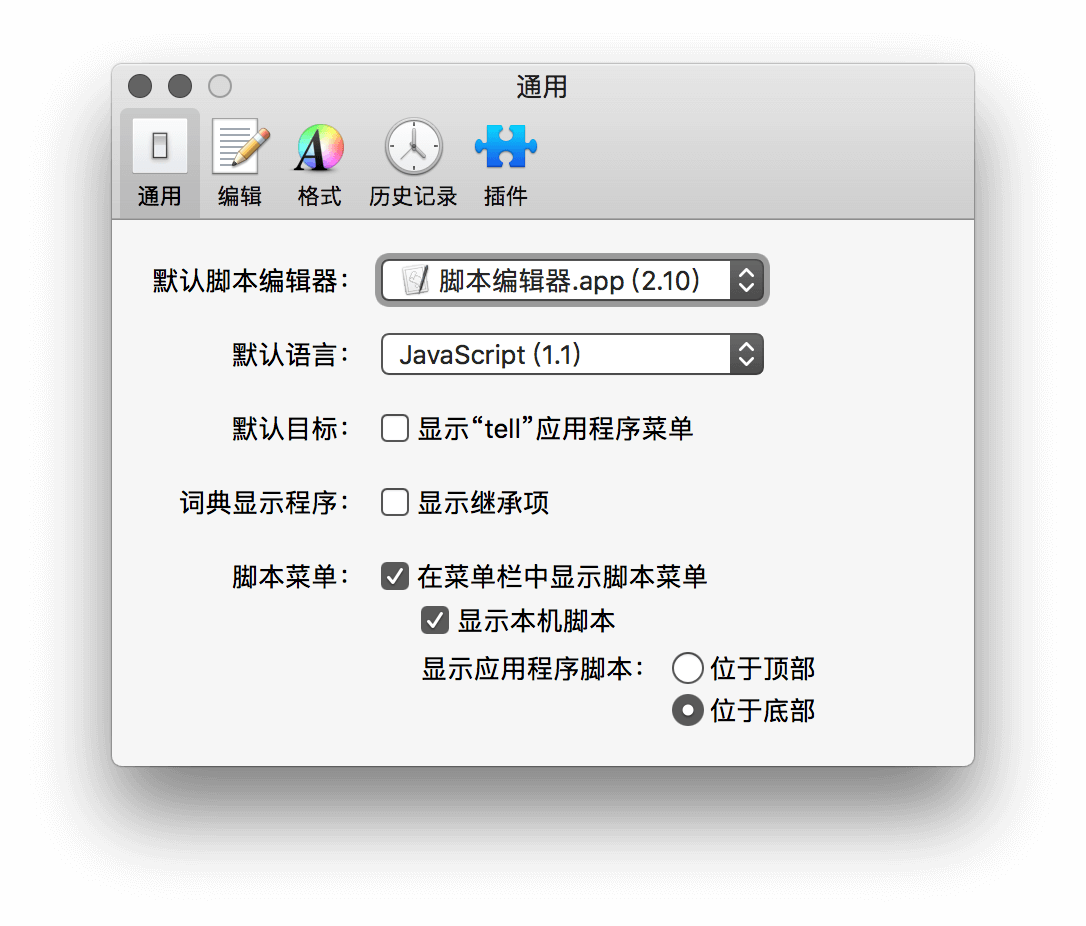 通用
通用 编辑 格式 历史记录 插件
默认脚本编辑器： 脚本编辑器.app (2.10)
默认语言： JavaScript (1.1)
默认目标： 显示“tell”应用程序菜单
词典显示程序： 显示继承项
脚本菜单： 在菜单栏中显示脚本菜单
显示本机脚本
显示应用程序脚本： 位于顶部
位于底部